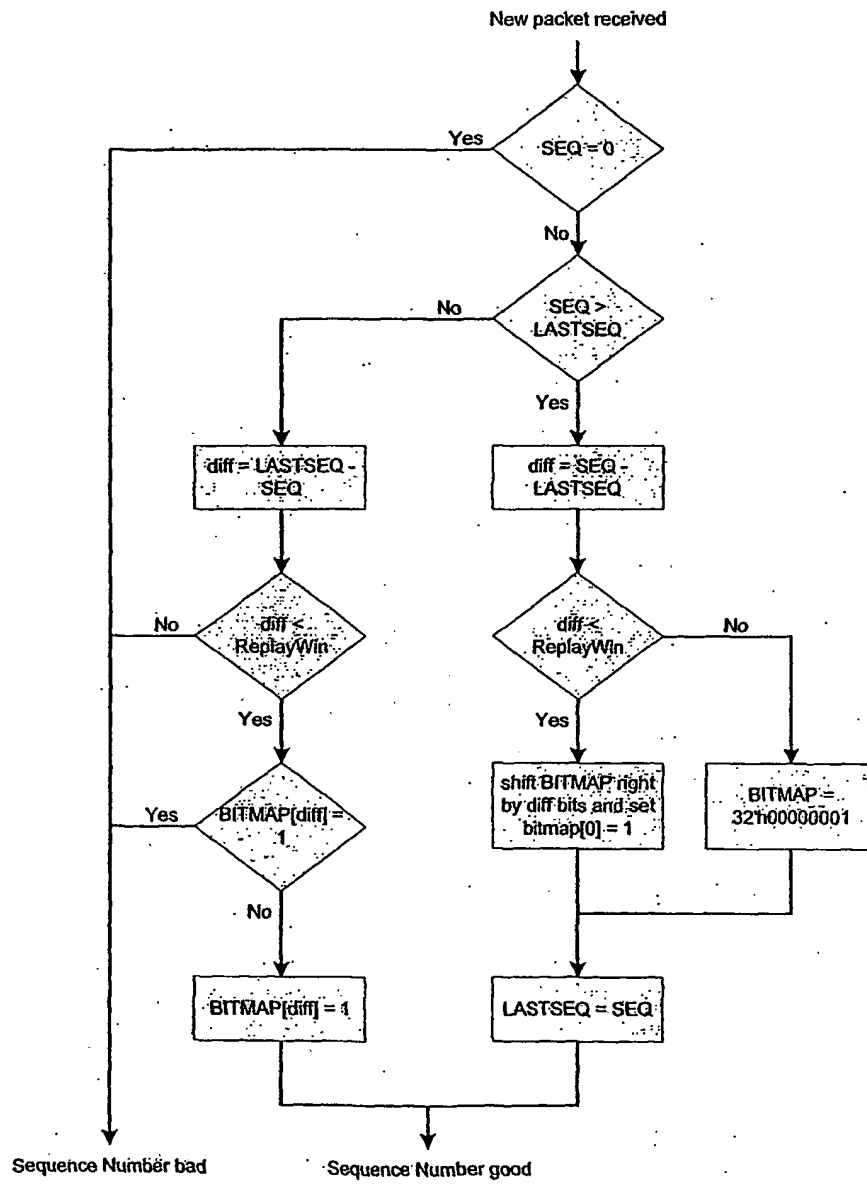 New packet received
SEQ = 0
Yes
No
SEQ >
LASTSEQ
No
Yes
diff = LASTSEQ -
SEQ
diff = SEQ -
LASTSEQ
diff <
ReplayWin
No
Yes
diff <
ReplayWin
No
Yes
BITMAP[diff] =
1
Yes
No
shift BITMAP right
by diff bits and set
bitmap[0] = 1
BITMAP =
32'h00000001
BITMAP[diff] = 1
LASTSEQ = SEQ
Sequence Number bad
Sequence Number good